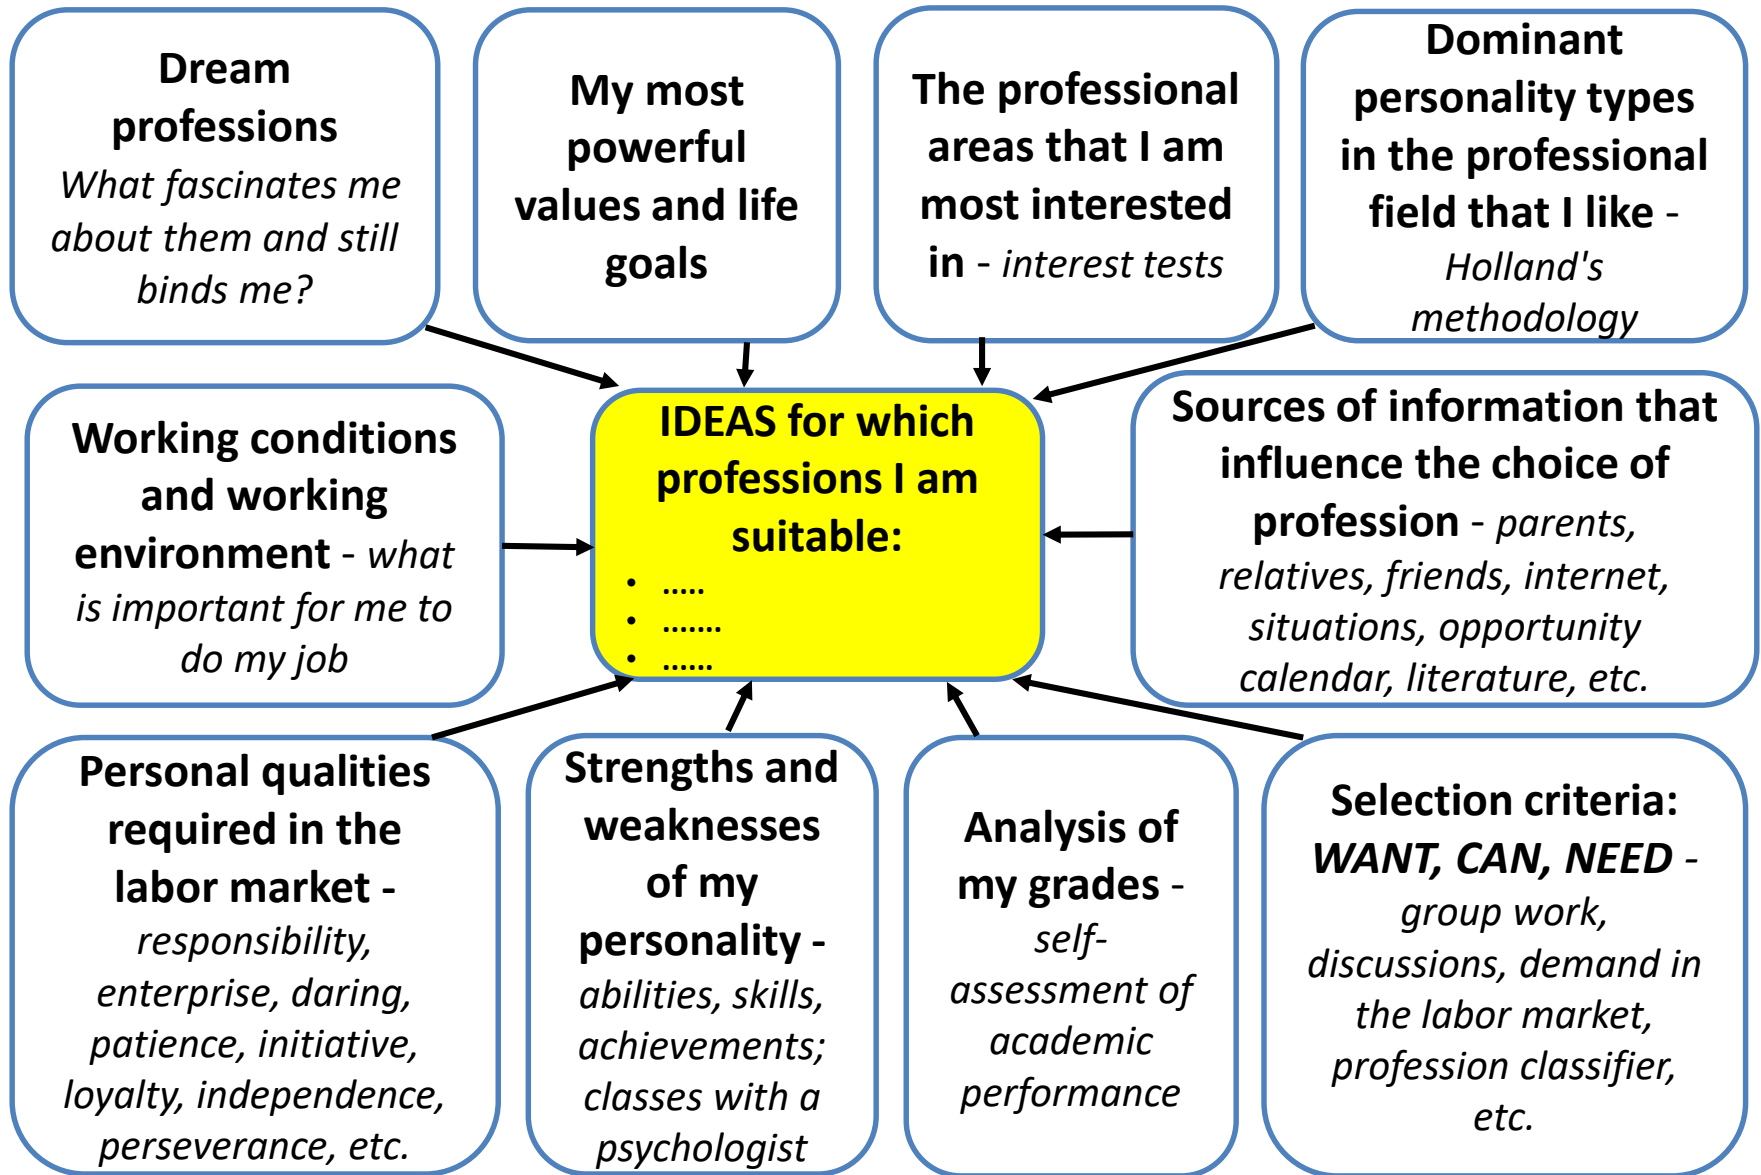 Dream
professions
What fascinates me
about them and still
binds me?
My most
powerful
values and life
goals
The professional
areas that I am
most interested
in - interest tests
Dominant
personality types
in the professional
field that I like -
Holland's
methodology
Working conditions
and working
environment - what
is important for me to
do my job
IDEAS for which
professions I am
suitable:
• .....
• .......
• ......
Sources of information that
influence the choice of
profession - parents,
relatives, friends, internet,
situations, opportunity
calendar, literature, etc.
Personal qualities
required in the
labor market -
responsibility,
enterprise, daring,
patience, initiative,
loyalty, independence,
perseverance, etc.
Strengths and
weaknesses
of my
personality -
abilities, skills,
achievements;
classes with a
psychologist
Analysis of
my grades -
self-
assessment of
academic
performance
Selection criteria:
WANT, CAN, NEED -
group work,
discussions, demand in
the labor market,
profession classifier,
etc.